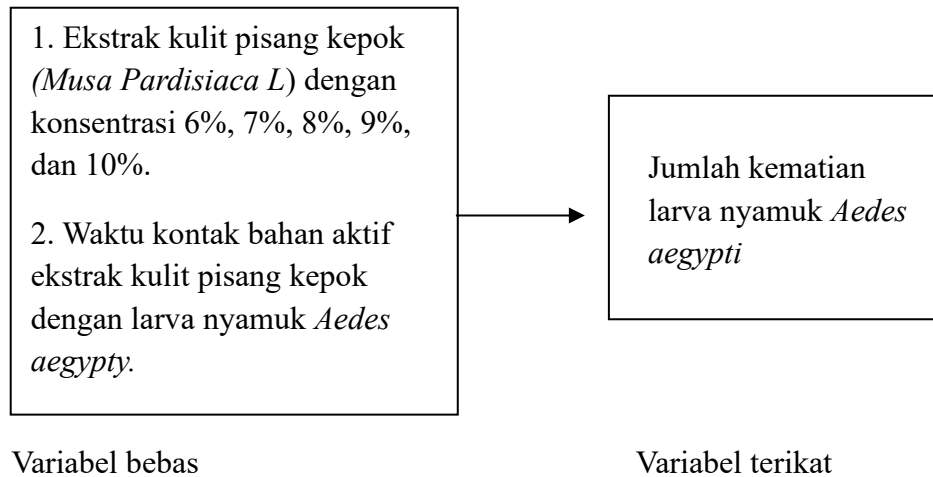 1. Ekstrak kulit pisang kepok
(Musa Pardisiaca L) dengan
konsentrasi 6%, 7%, 8%, 9%,
dan 10%.
2. Waktu kontak bahan aktif
ekstrak kulit pisang kepok
dengan larva nyamuk Aedes
aegypty.
Jumlah kematian
larva nyamuk Aedes
aegypti
Variabel bebas
Variabel terikat